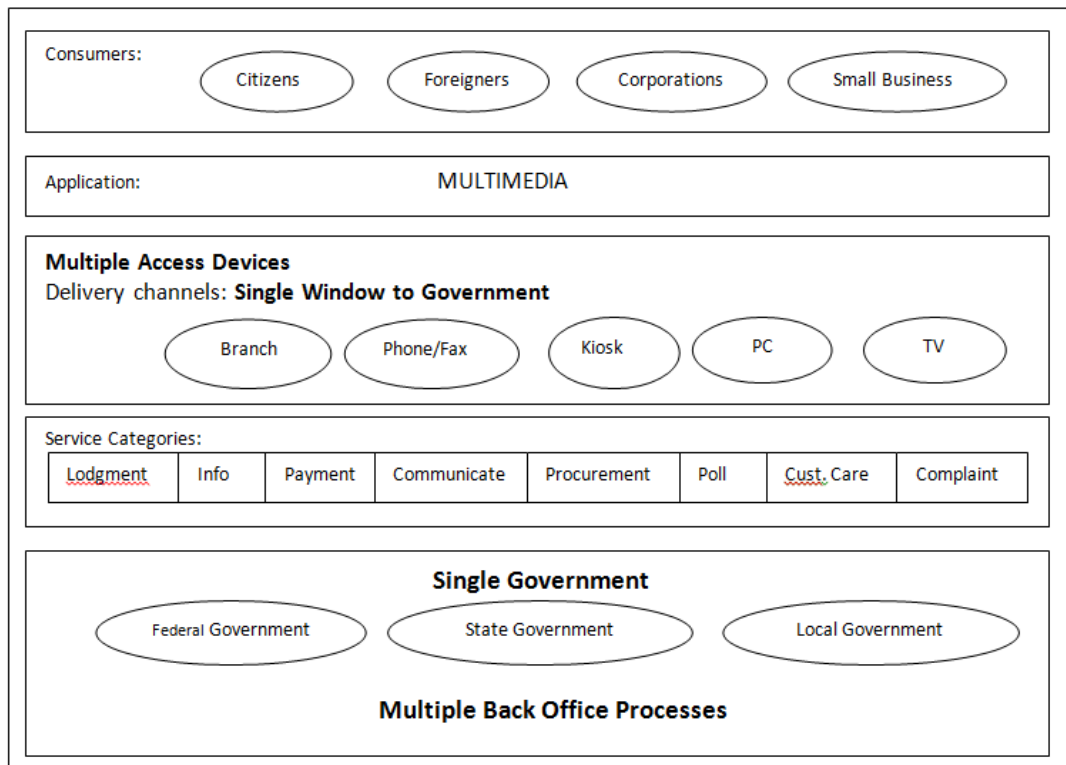 Consumers:
Citizens Foreigners Corporations Small Business
Application: MULTIMEDIA
Multiple Access Devices
Delivery channels: Single Window to Government
Branch Phone/Fax Kiosk PC TV
Service Categories:
Lodgment Info Payment Communicate Procurement Poll Cust. Care Complaint
Single Government
Federal Government State Government Local Government
Multiple Back Office Processes